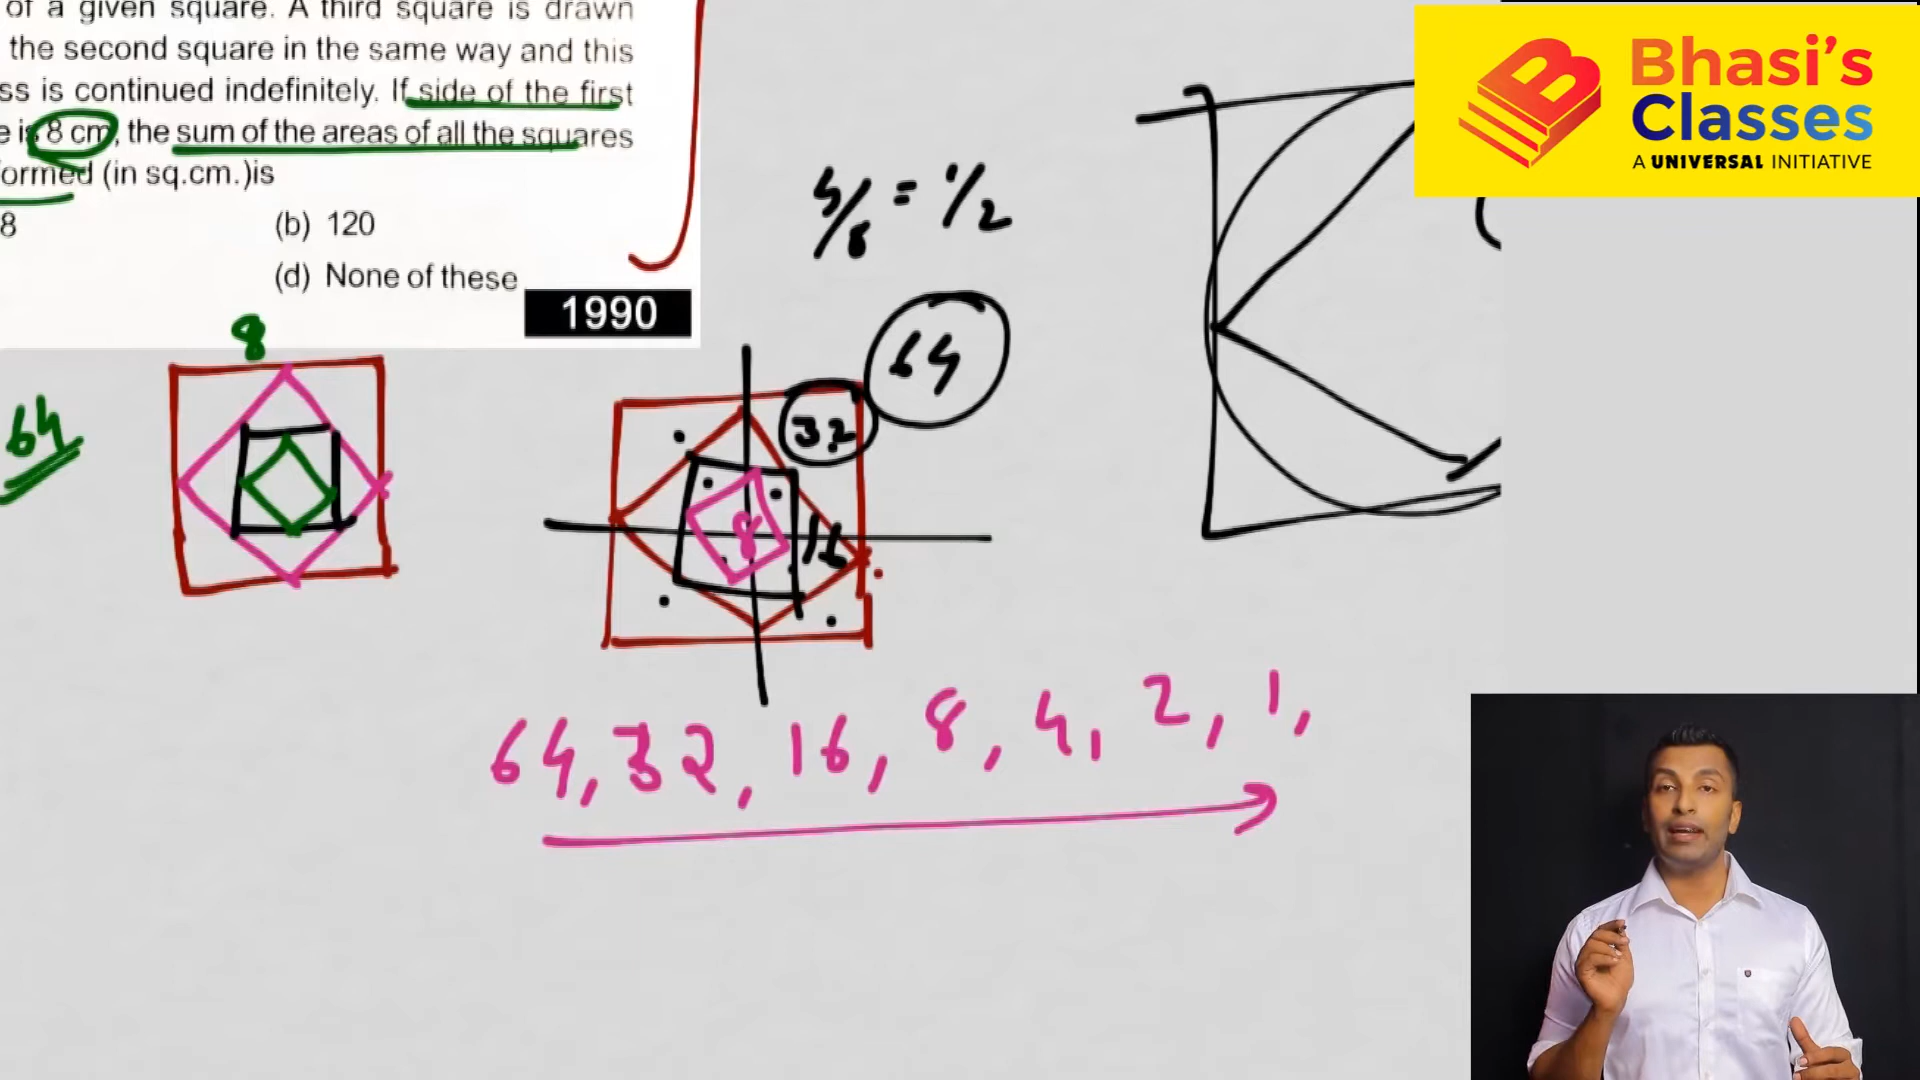 of a given square. A third square is drawn
the second square in the same way and this
ss is continued indefinitely. If side of the first
e is 8 cm, the sum of the areas of all the squares
ormed (in sq.cm.)is
8
(b) 120
(d) None of these
1990
Bhasi's
Classes
A UNIVERSAL INITIATIVE
4/8 = 1/2
8
64
64
32
8
16
64, 32, 16, 8, 4, 2, 1,